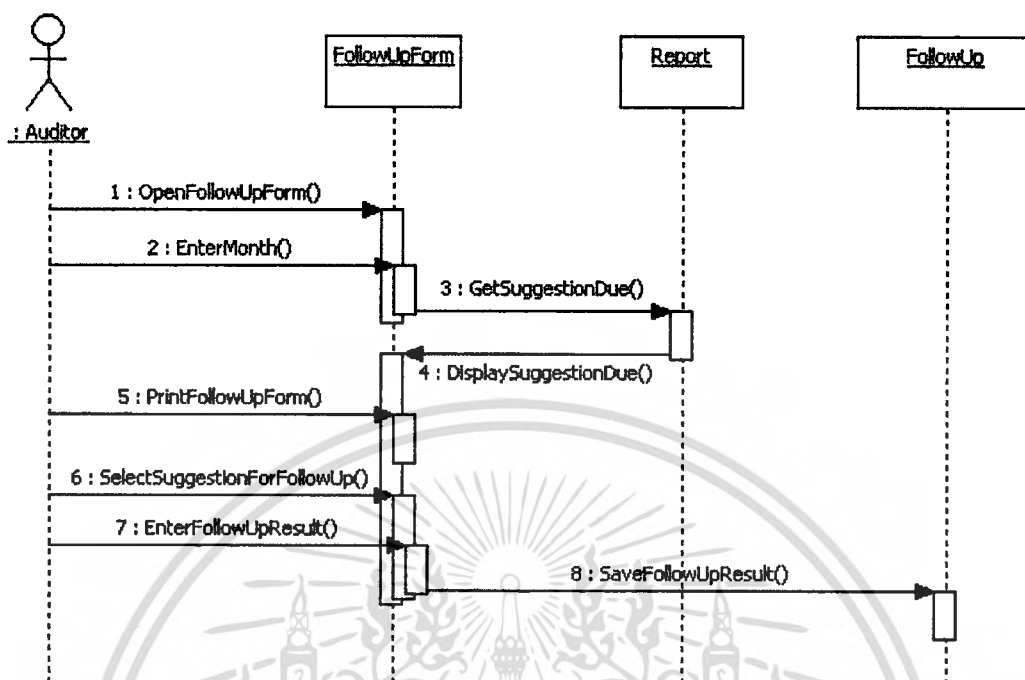 FollowUpForm
Report
FollowUp
: Auditor
1 : OpenFollowUpForm()
2 : EnterMonth()
3 : GetSuggestionDue()
4 : DisplaySuggestionDue()
5 : PrintFollowUpForm()
6 : SelectSuggestionForFollowUp()
7 : EnterFollowUpResult()
8 : SaveFollowUpResult()